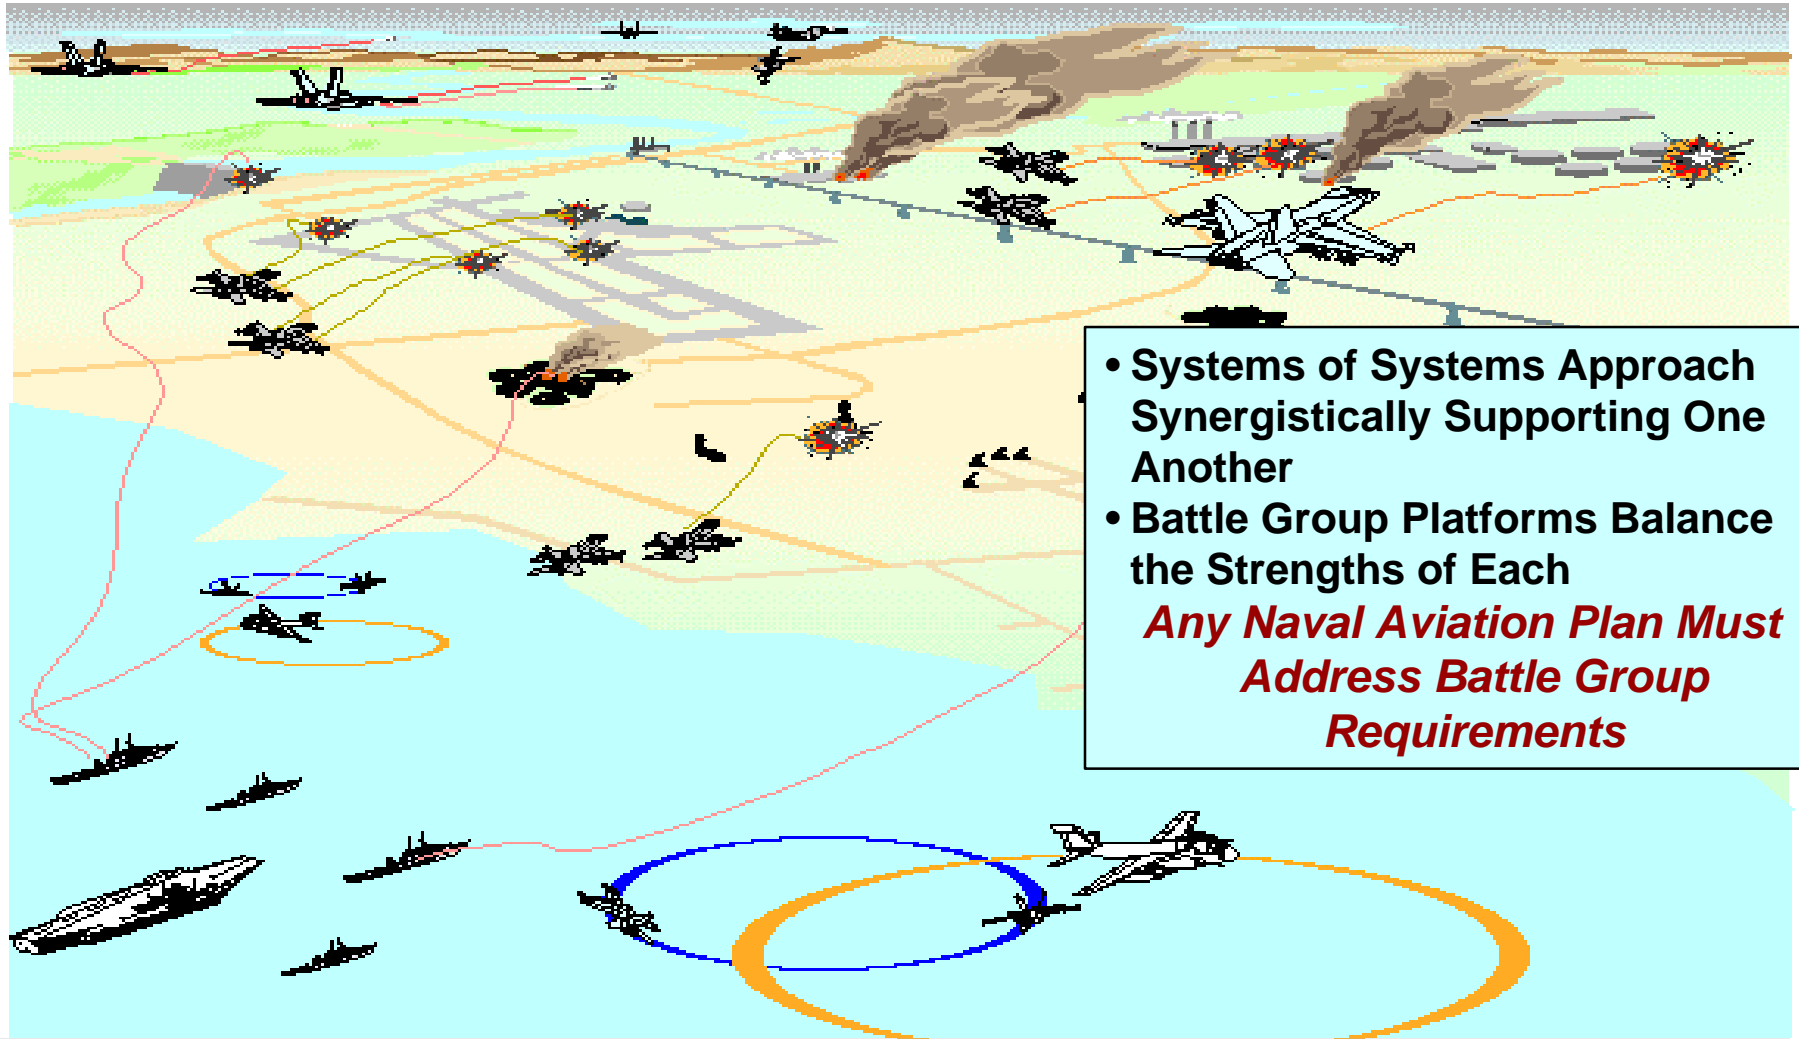 • Systems of Systems Approach
Synergistically Supporting One
Another
• Battle Group Platforms Balance
the Strengths of Each
Any Naval Aviation Plan Must
Address Battle Group
Requirements